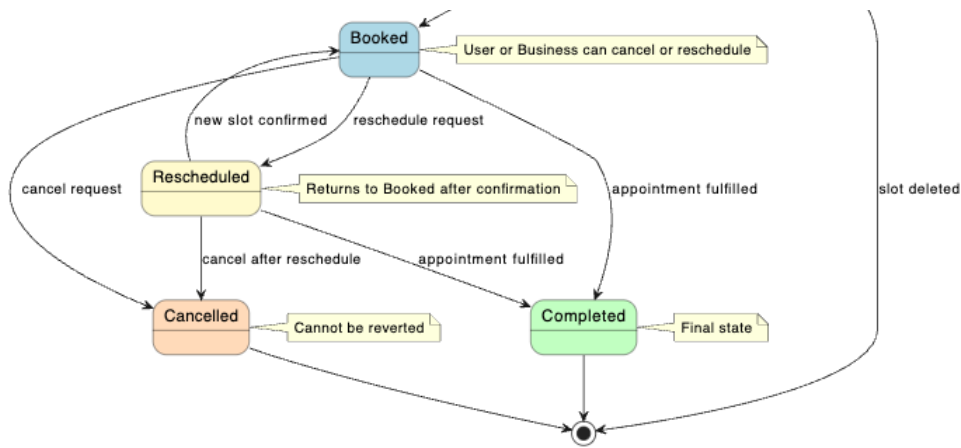 Booked
User or Business can cancel or reschedule
new slot confirmed
reschedule request
Rescheduled
Returns to Booked after confirmation
cancel request
appointment fulfilled
slot deleted
cancel after reschedule
appointment fulfilled
Cancelled
Cannot be reverted
Completed
Final state